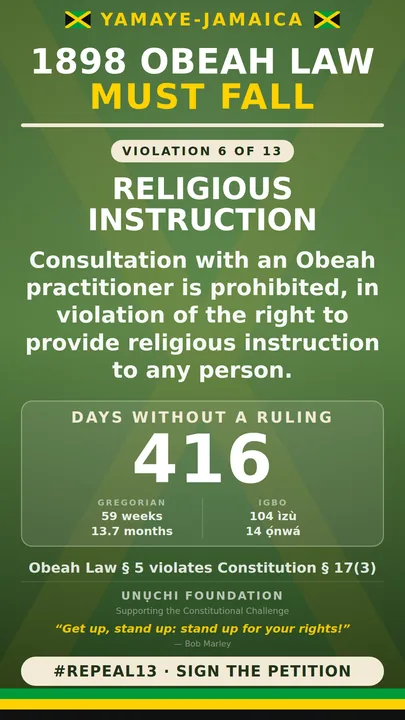 YAMAYE-JAMAICA
1898 OBEAH LAW
MUST FALL
VIOLATION 6 OF 13
RELIGIOUS
INSTRUCTION
Consultation with an Obeah
practitioner is prohibited, in
violation of the right to
provide religious instruction
to any person.
DAYS WITHOUT A RULING
416
GREGORIAN
59 weeks
13.7 months
IGBO
104 ìzù
14 ọ́nwá
Obeah Law § 5 violates Constitution § 17(3)
UNỤCHI FOUNDATION
Supporting the Constitutional Challenge
“Get up, stand up: stand up for your rights!”
— Bob Marley
#REPEAL13 · SIGN THE PETITION